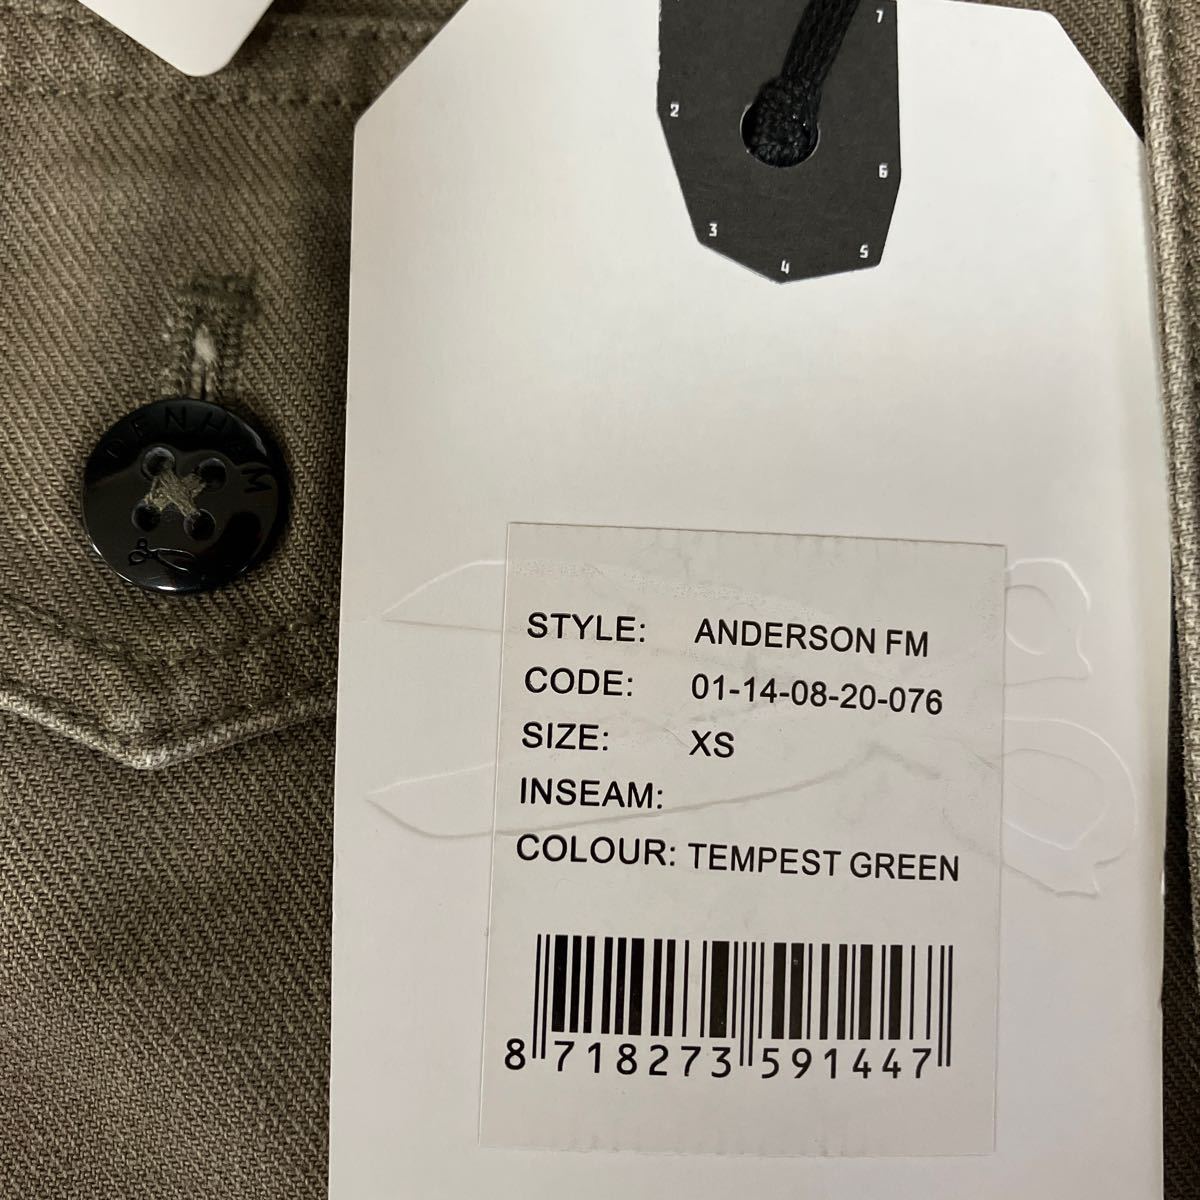 7
2
6
3
5
4
DENHAM
STYLE: ANDERSON FM
CODE: 01-14-08-20-076
SIZE: XS
INSEAM:
COLOUR: TEMPEST GREEN
8 718273 591447